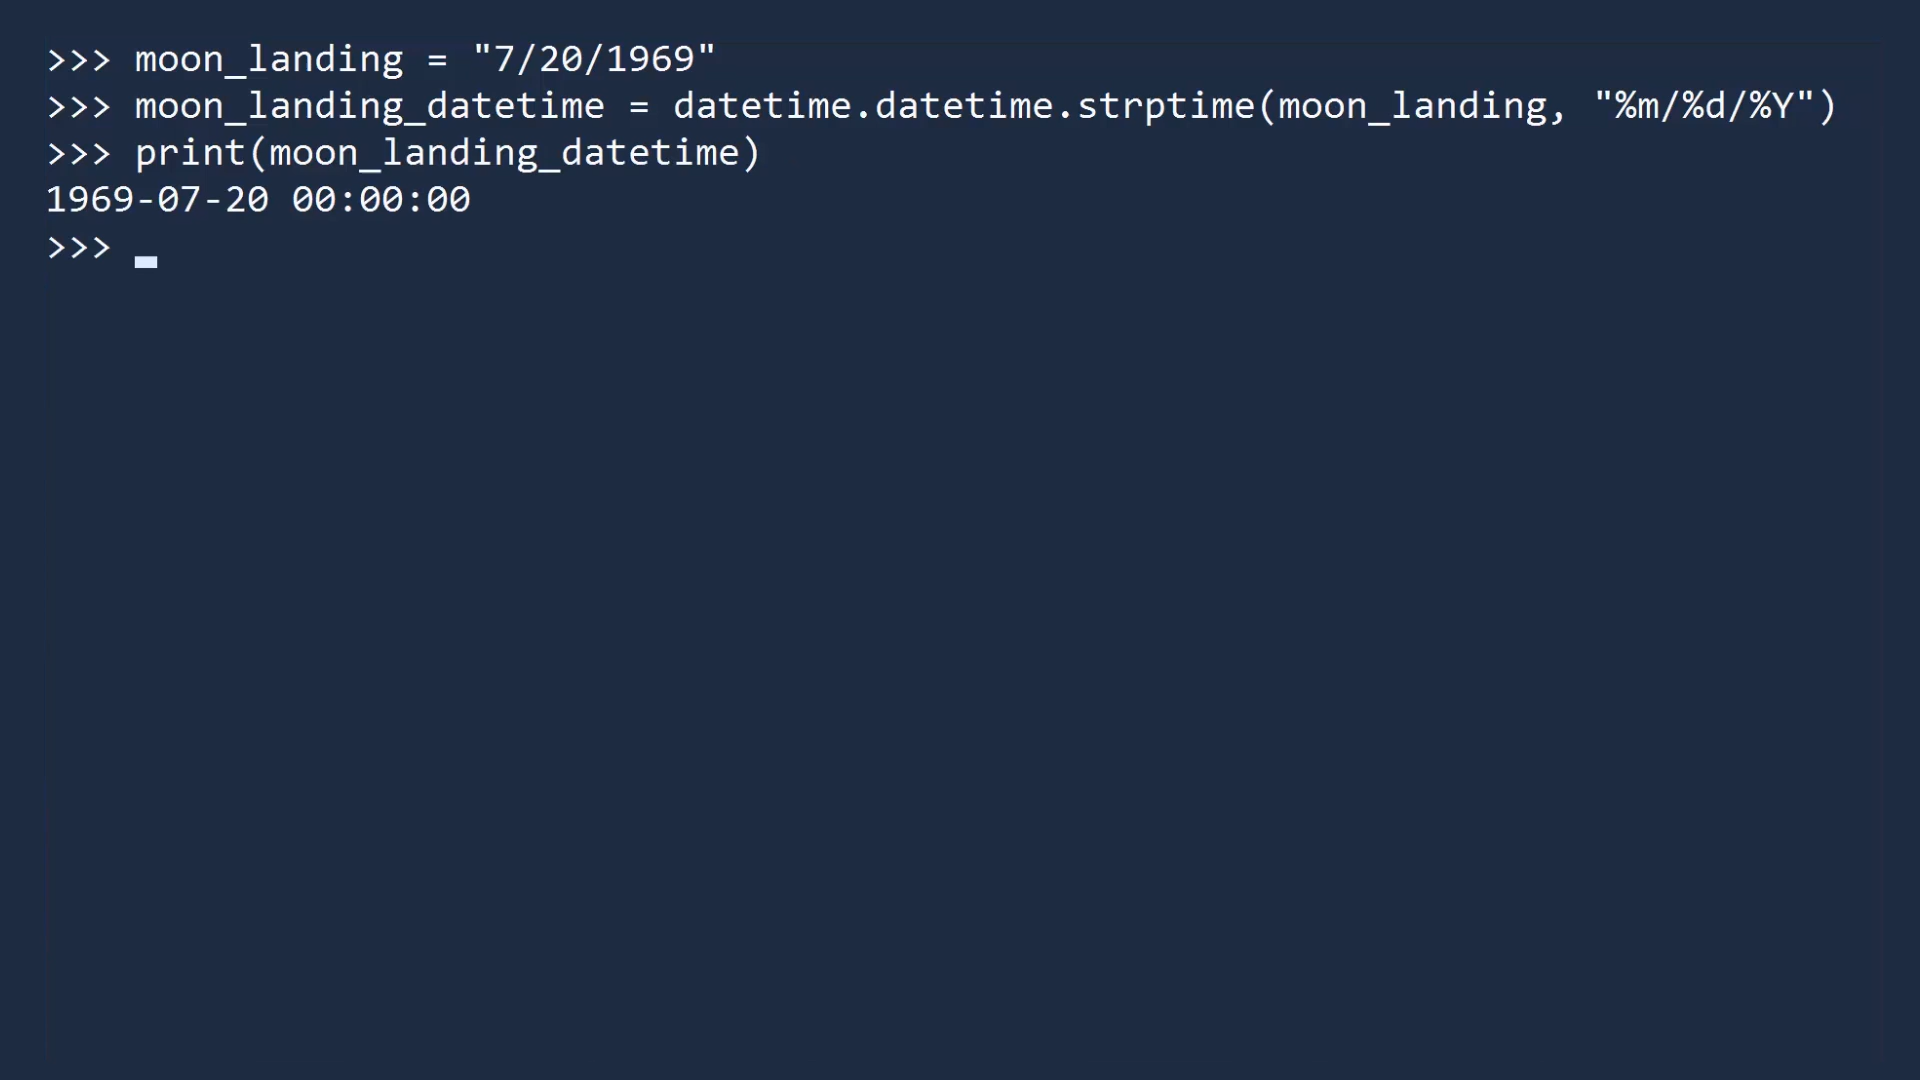 >>> moon_landing = "7/20/1969"
>>> moon_landing_datetime = datetime.datetime.strptime(moon_landing, "%m/%d/%Y")
>>> print(moon_landing_datetime)
1969-07-20 00:00:00
>>>